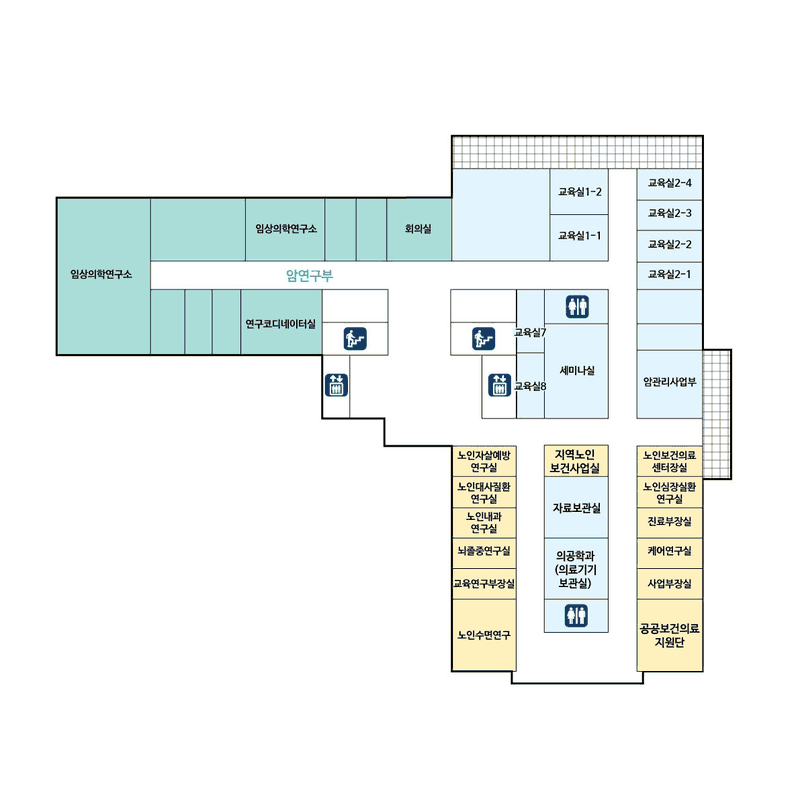 교육실1-2
교육실2-4
교육실2-3
임상의학연구소
회의실
교육실1-1
교육실2-2
임상의학연구소
암연구부
교육실2-1
연구코디네이터실
교육실7
세미나실
교육실8
암관리사업부
노인자살예방
연구실
지역노인
보건사업실
노인보건의료
센터장실
노인대사질환
연구실
자료보관실
노인심장실환
연구실
노인내과
연구실
진료부장실
뇌졸중연구실
의공학과
(의료기기
보관실)
케어연구실
교육연구부장실
사업부장실
노인수면연구
공공보건의료
지원단